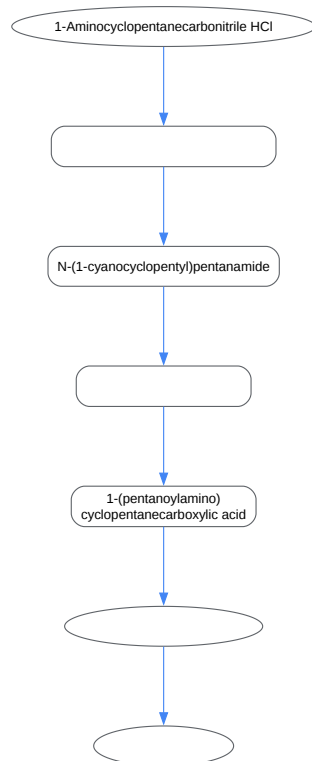 1-Aminocyclopentanecarbonitrile HCl
N-(1-cyanocyclopentyl)pentanamide
1-(pentanoylamino)
cyclopentanecarboxylic acid